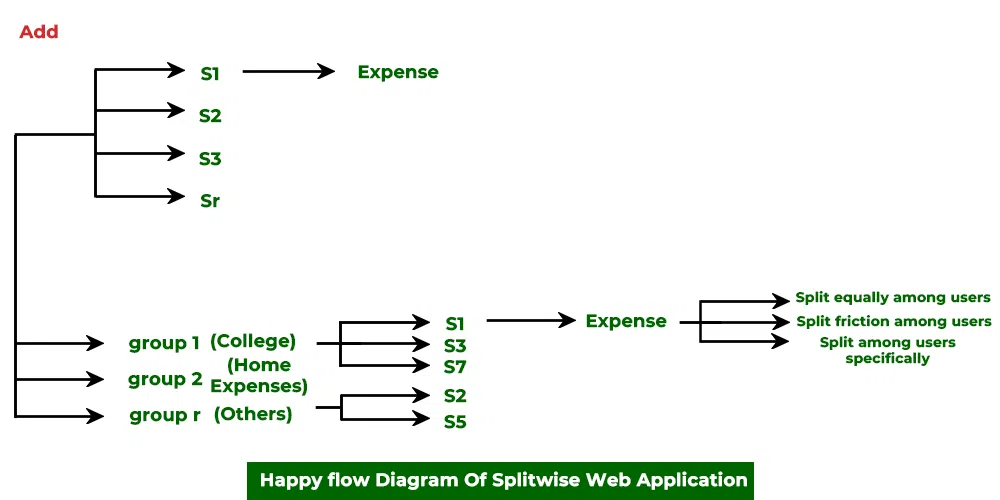 Add
S1
Expense
S2
S3
Sr
group 1 (College)
group 2 (Home
Expenses)
group r (Others)
S1
S3
S7
S2
S5
Expense
Split equally among users
Split friction among users
Split among users
specifically
Happy flow Diagram Of Splitwise Web Application